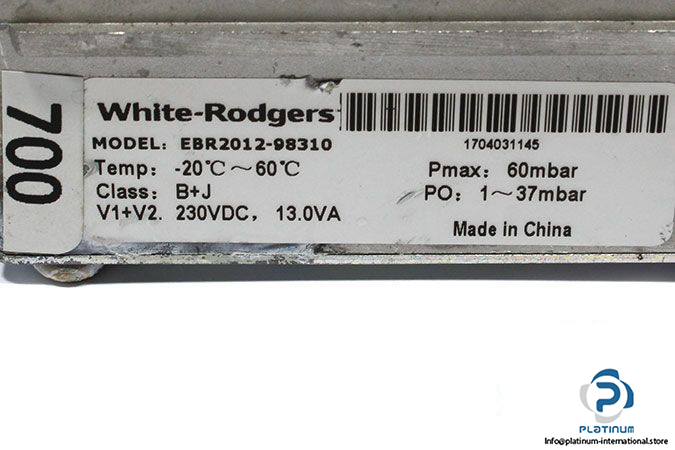 700
White-Rodgers
MODEL: EBR2012-98310
Temp: -20℃～60℃
Class: B+J
V1+V2. 230VDC, 13.0VA
1704031145
Pmax: 60mbar
PO: 1～37mbar
Made in China
PLATINUM
Info@platinum-international.store